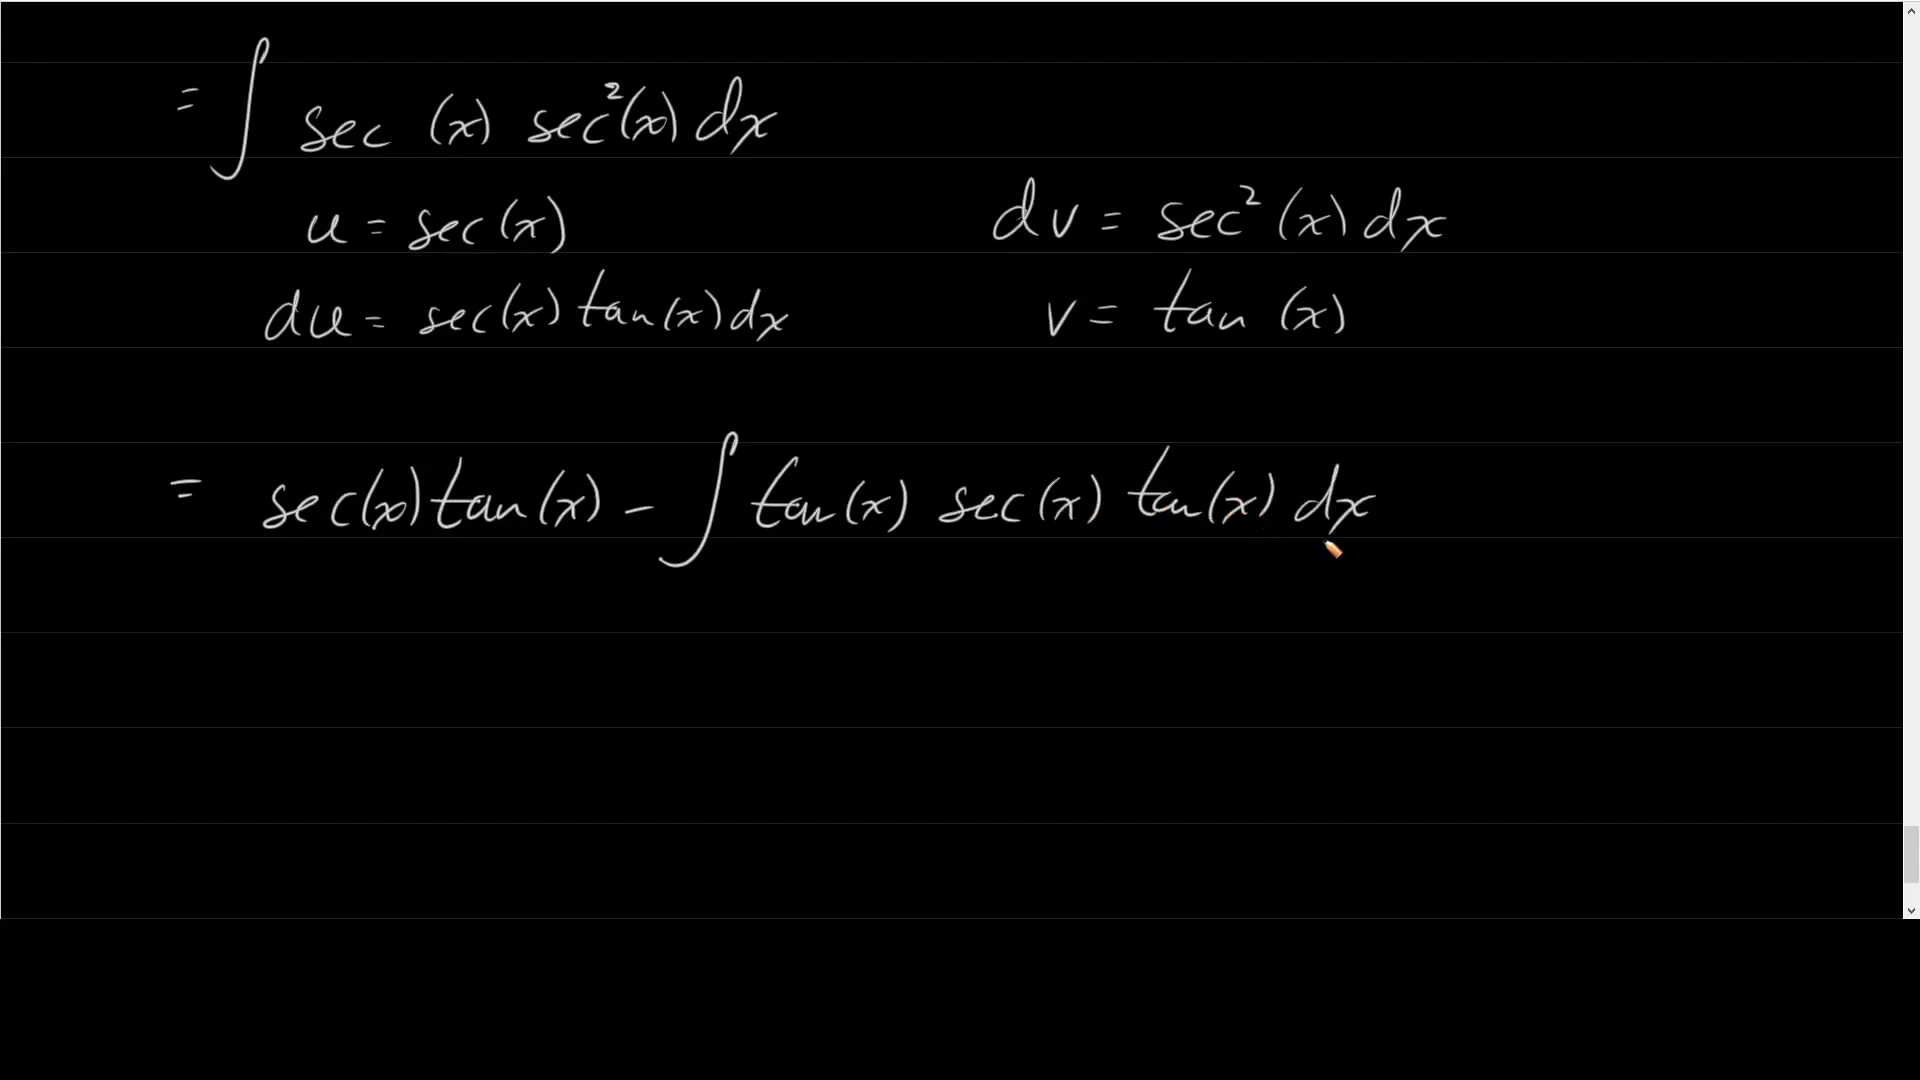 = ∫ sec (x) sec²(x) dx
u = sec(x) dv = sec² (x) dx
du = sec(x) tan(x) dx v = tan (x)
= sec(x) tan(x) - ∫ tan(x) sec(x) tan(x) dx